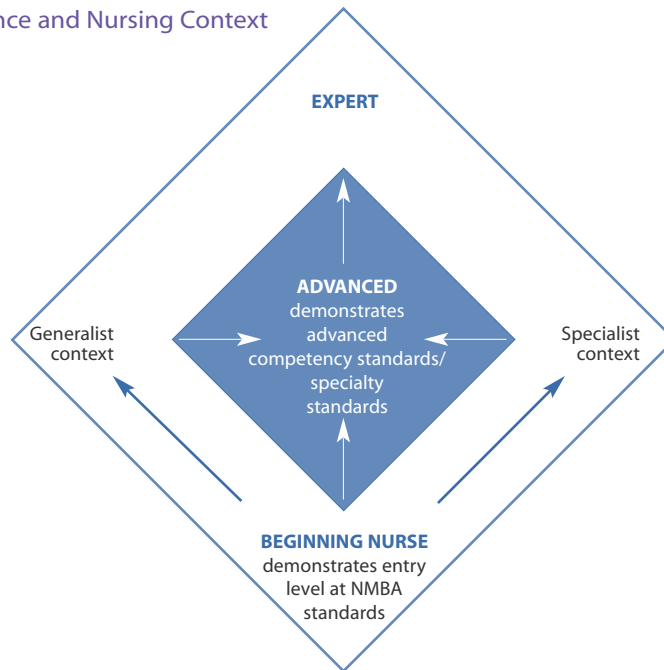 and Nursing Context
EXPERT
ADVANCED
demonstrates
advanced
competency standards/
specialty
standards
Generalist
context
Specialist
context
BEGINNING NURSE
demonstrates entry
level at NMBA
standards